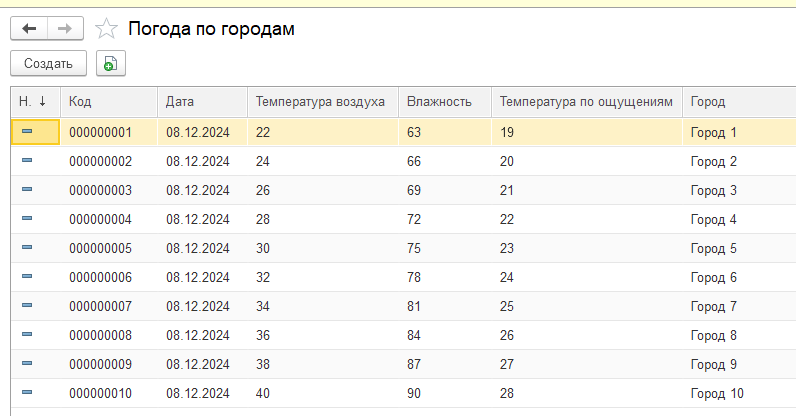 Погода по городам
Создать
Н. ↓ Код Дата Температура воздуха Влажность Температура по ощущениям Город
000000001 08.12.2024 22 63 19 Город 1
000000002 08.12.2024 24 66 20 Город 2
000000003 08.12.2024 26 69 21 Город 3
000000004 08.12.2024 28 72 22 Город 4
000000005 08.12.2024 30 75 23 Город 5
000000006 08.12.2024 32 78 24 Город 6
000000007 08.12.2024 34 81 25 Город 7
000000008 08.12.2024 36 84 26 Город 8
000000009 08.12.2024 38 87 27 Город 9
000000010 08.12.2024 40 90 28 Город 10